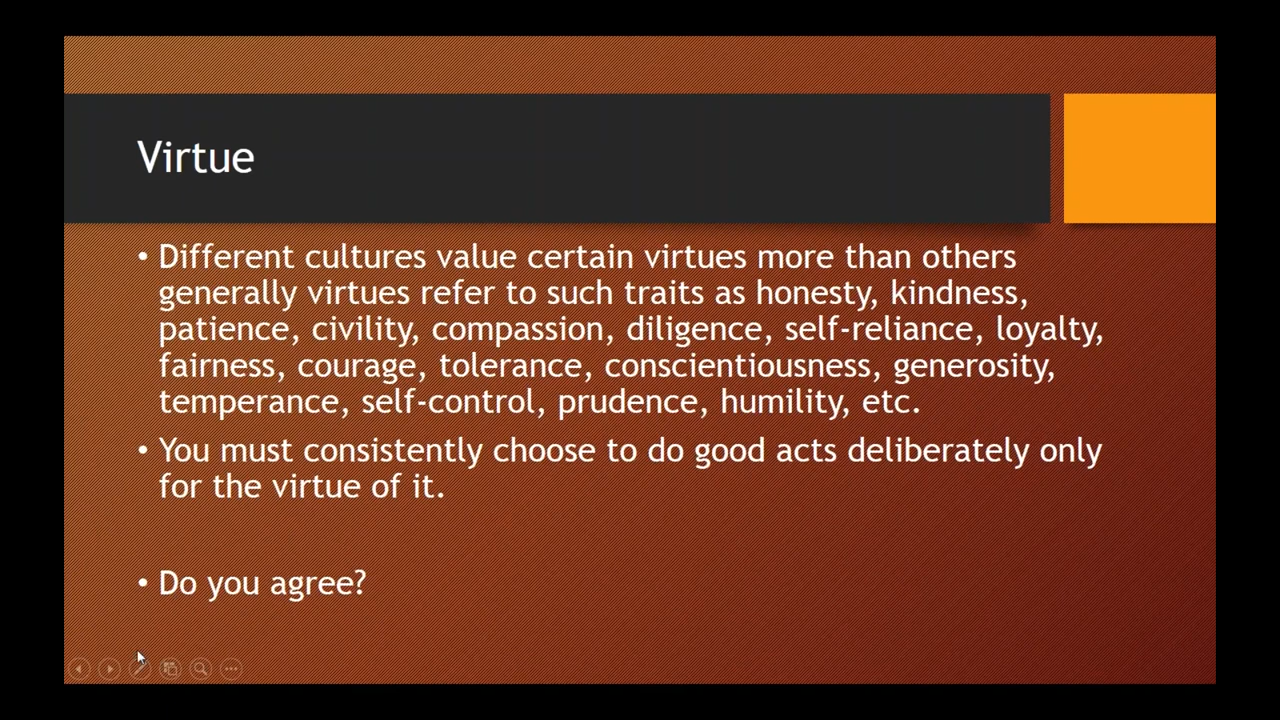 Virtue
• Different cultures value certain virtues more than others
generally virtues refer to such traits as honesty, kindness,
patience, civility, compassion, diligence, self-reliance, loyalty,
fairness, courage, tolerance, conscientiousness, generosity,
temperance, self-control, prudence, humility, etc.
• You must consistently choose to do good acts deliberately only
for the virtue of it.
• Do you agree?